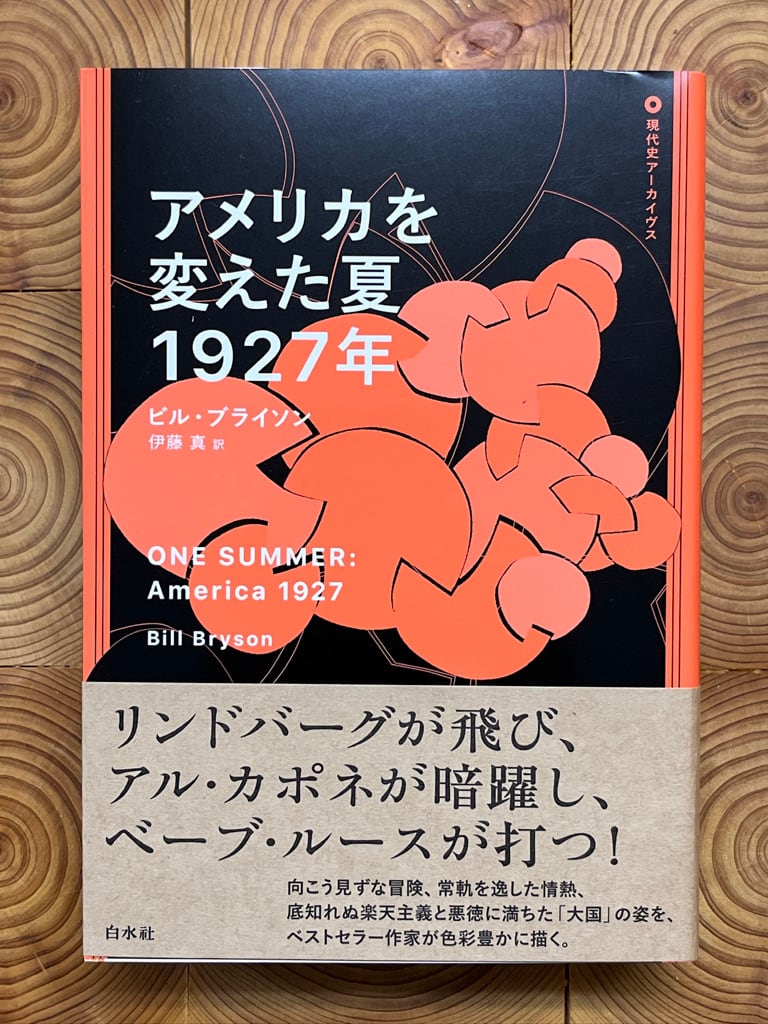 現代史アーカイヴス
アメリカを
変えた夏
1927年
ビル・ブライソン
伊藤 真 訳
ONE SUMMER:
America 1927
Bill Bryson
リンドバーグが飛び、
アル・カポネが暗躍し、
ベーブ・ルースが打つ!
向こう見ずな冒険、常軌を逸した情熱、
底知れぬ楽天主義と悪徳に満ちた「大国」の姿を、
ベストセラー作家が色彩豊かに描く。
白水社